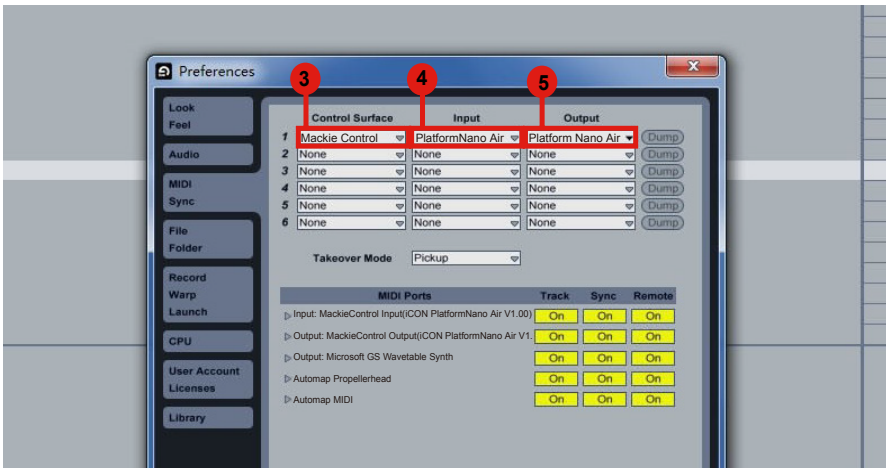 Preferences
x
3 4 5
Look
Feel
Audio
MIDI
Sync
File
Folder
Record
Warp
Launch
CPU
User Account
Licenses
Library
Control Surface Input Output
1 Mackie Control PlatformNano Air Platform Nano Air Dump
2 None None None Dump
3 None None None Dump
4 None None None Dump
5 None None None Dump
6 None None None Dump
Takeover Mode Pickup
MIDI Ports Track Sync Remote
Input: MackieControl Input(iCON PlatformNano Air V1.00) On On On
Output: MackieControl Output(iCON PlatformNano Air V1. On On On
Output: Microsoft GS Wavetable Synth On On On
Automap Propellerhead On On On
Automap MIDI On On On